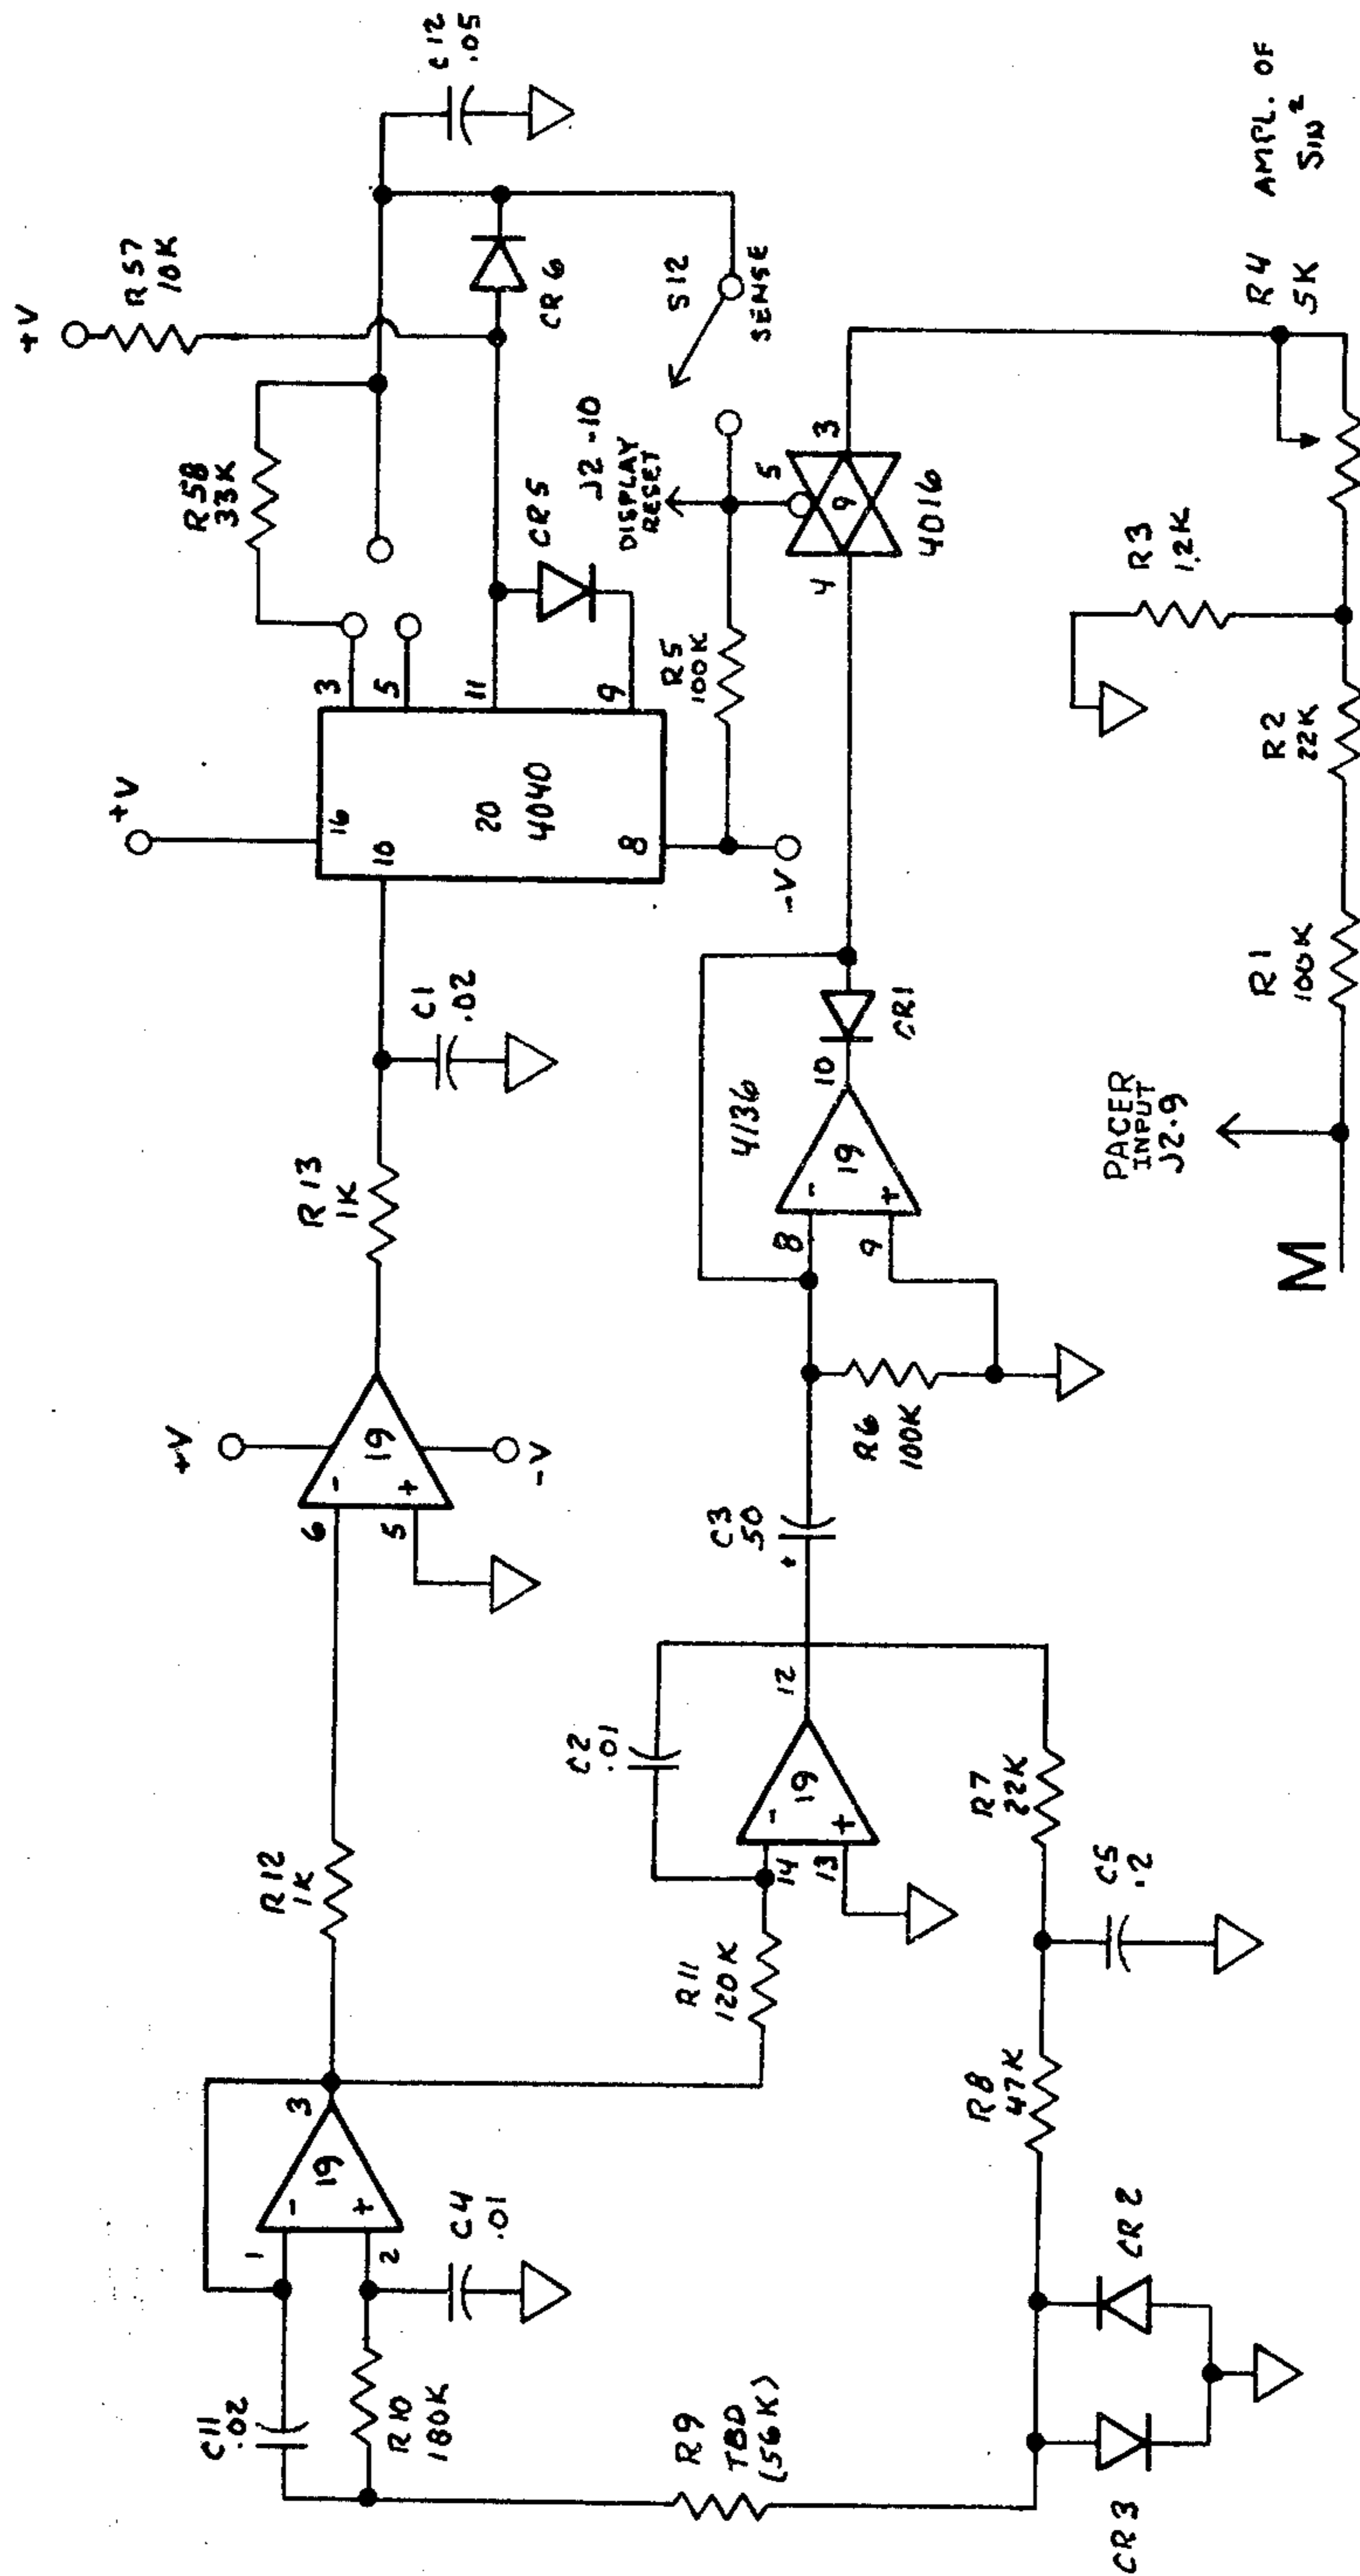 +V
R57
10K
R58
33K
C12
.05
+V
16
10
20
4040
8
3
5
11
9
CR6
CR5
S12
SENSE
J2-10
DISPLAY
RESET
R5
100K
-V
C1
.02
R13
1K
+V
-
19
+
-V
6
5
R12
1K
3
-
19
+
1
2
C4
.01
C11
.02
R10
180K
R9
TBD
(56K)
CR3
CR2
R8
47K
C5
.2
R7
22K
R11
120K
C2
.01
14
13
-
19
+
12
C3
50
+
R6
100K
8
9
-
19
+
4136
10
CR1
4
5
9
3
4016
R4
5K
AMPL. OF
SIN²
R3
1.2K
R2
22K
R1
100K
PACER
INPUT
J2-9
M